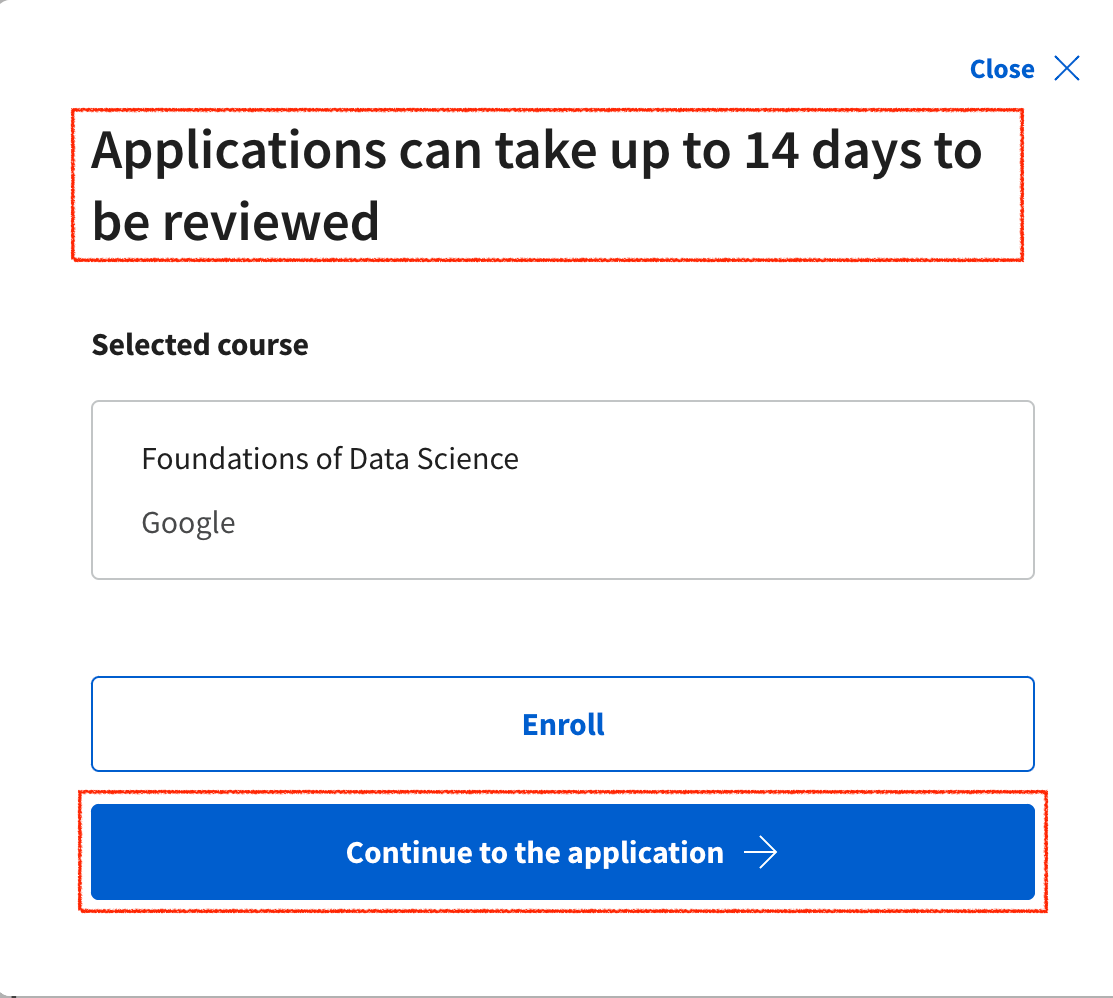 Close
Applications can take up to 14 days to
be reviewed
Selected course
Foundations of Data Science
Google
Enroll
Continue to the application